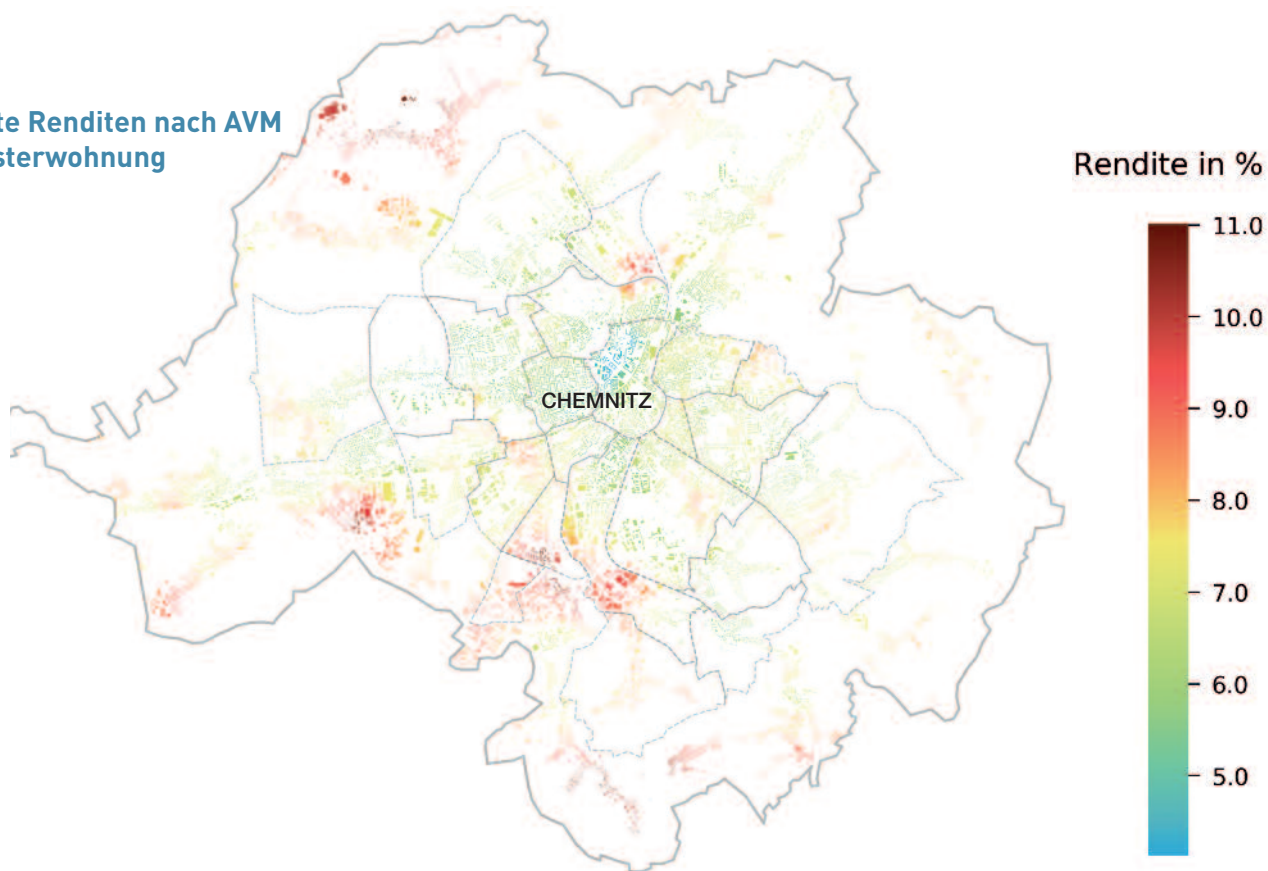 te Renditen nach AVM
sterwohnung
Rendite in %
11.0
10.0
9.0
8.0
7.0
6.0
5.0
CHEMNITZ